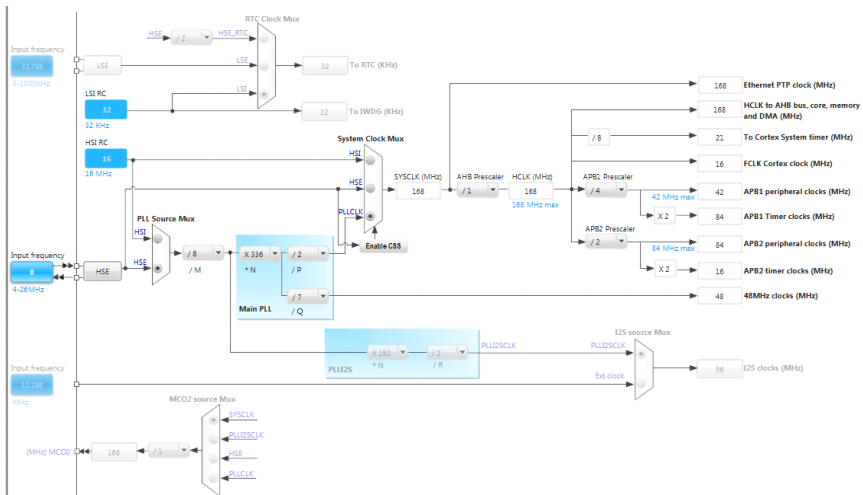 RTC Clock Mux
HSE
/ 2
HSE_RTC
Input frequency
32.768
0-1000KHz
LSE
LSE
32
To RTC (KHz)
LSI RC
32
32 KHz
LSI
32
To IWDG (KHz)
HSI RC
16
16 MHz
System Clock Mux
HSI
HSE
PLLCLK
Enable CSS
SYSCLK (MHz)
168
AHB Prescaler
/ 1
HCLK (MHz)
168
168 MHz max
168
Ethernet PTP clock (MHz)
168
HCLK to AHB bus, core, memory
and DMA (MHz)
/ 8
21
To Cortex System timer (MHz)
16
FCLK Cortex clock (MHz)
APB1 Prescaler
/ 4
42 MHz max
42
APB1 peripheral clocks (MHz)
X 2
84
APB1 Timer clocks (MHz)
APB2 Prescaler
/ 2
84 MHz max
84
APB2 peripheral clocks (MHz)
X 2
16
APB2 timer clocks (MHz)
48
48MHz clocks (MHz)
PLL Source Mux
HSI
HSE
Input frequency
8
4-26MHz
HSE
/ 8
/ M
X 336
* N
/ 2
/ P
/ 7
/ Q
Main PLL
X 192
* N
/ 2
/ R
PLLI2S
PLLI2SCLK
I2S source Mux
PLLI2SCLK
Ext clock
96
I2S clocks (MHz)
Input frequency
12.288
MHz
MCO2 source Mux
SYSCLK
PLLI2SCLK
HSE
PLLCLK
(MHz) MCO2
168
/ 1